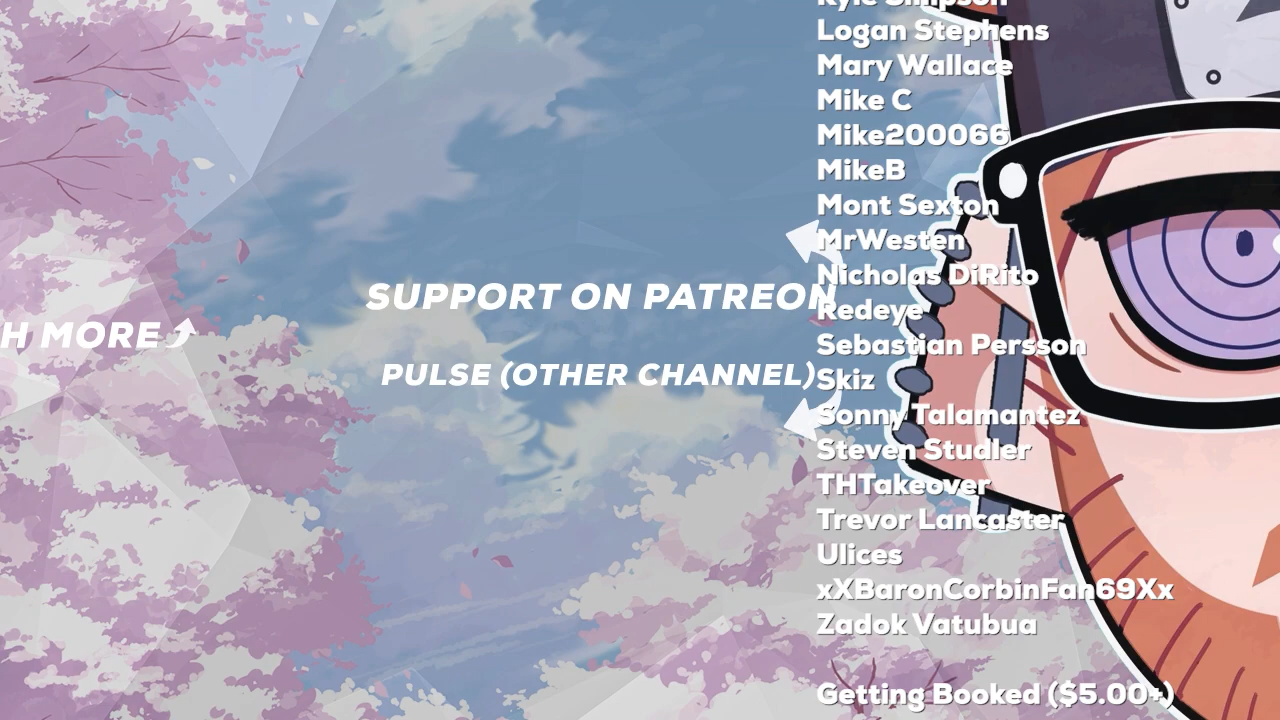 H MORE
SUPPORT ON PATREON
PULSE (OTHER CHANNEL)
Kyle Simpson
Logan Stephens
Mary Wallace
Mike C
Mike200066
MikeB
Mont Sexton
MrWesten
Nicholas DiRito
Redeye
Sebastian Persson
Skiz
Sonny Talamantez
Steven Studler
THTakeover
Trevor Lancaster
Ulices
xXBaronCorbinFan69Xx
Zadok Vatubua
Getting Booked ($5.00+)